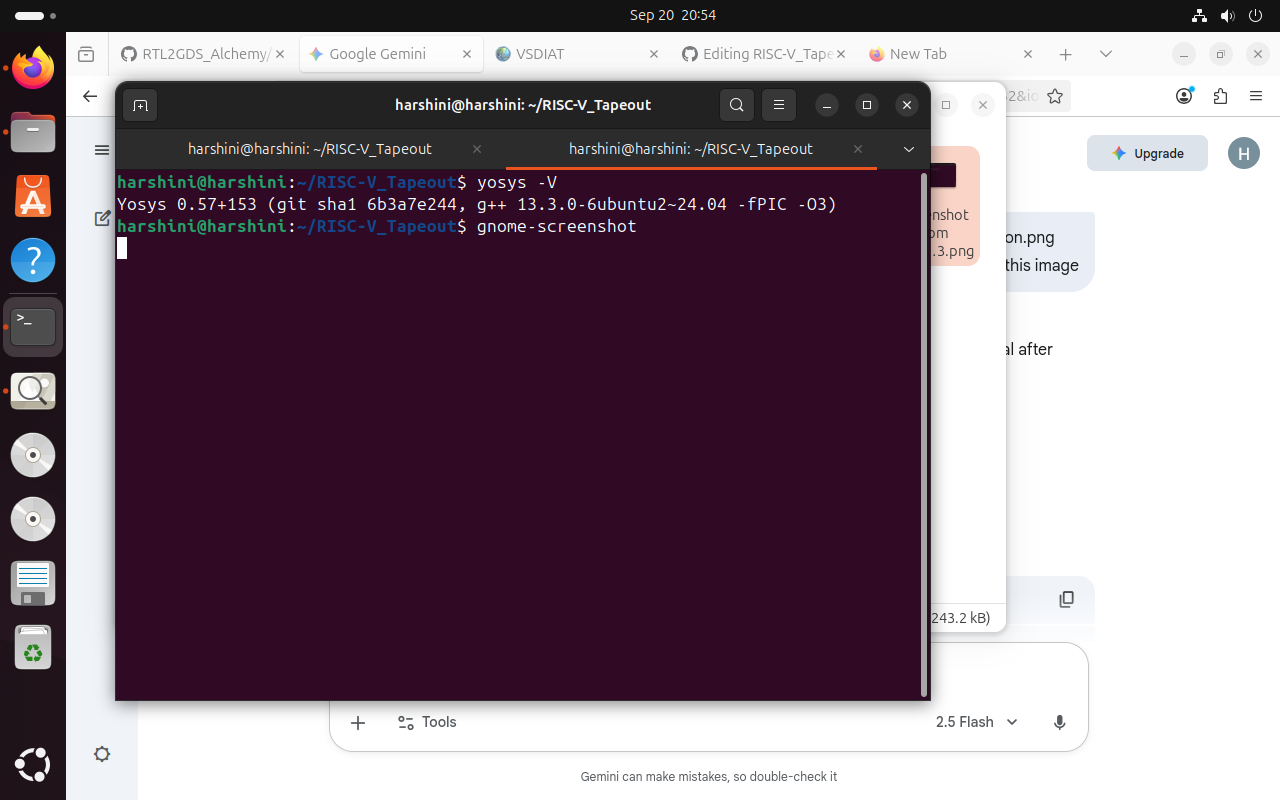 Sep 20 20:54
RTL2GDS_Alchemy/
Google Gemini
VSDIAT
Editing RISC-V_Tape
New Tab
2&io
harshini@harshini: ~/RISC-V_Tapeout
harshini@harshini: ~/RISC-V_Tapeout
harshini@harshini: ~/RISC-V_Tapeout
harshini@harshini:~/RISC-V_Tapeout$ yosys -V
Yosys 0.57+153 (git sha1 6b3a7e244, g++ 13.3.0-6ubuntu2~24.04 -fPIC -O3)
harshini@harshini:~/RISC-V_Tapeout$ gnome-screenshot
Upgrade
H
enshot
om
.3.png
on.png
this image
al after
243.2 kB)
Tools
2.5 Flash
Gemini can make mistakes, so double-check it